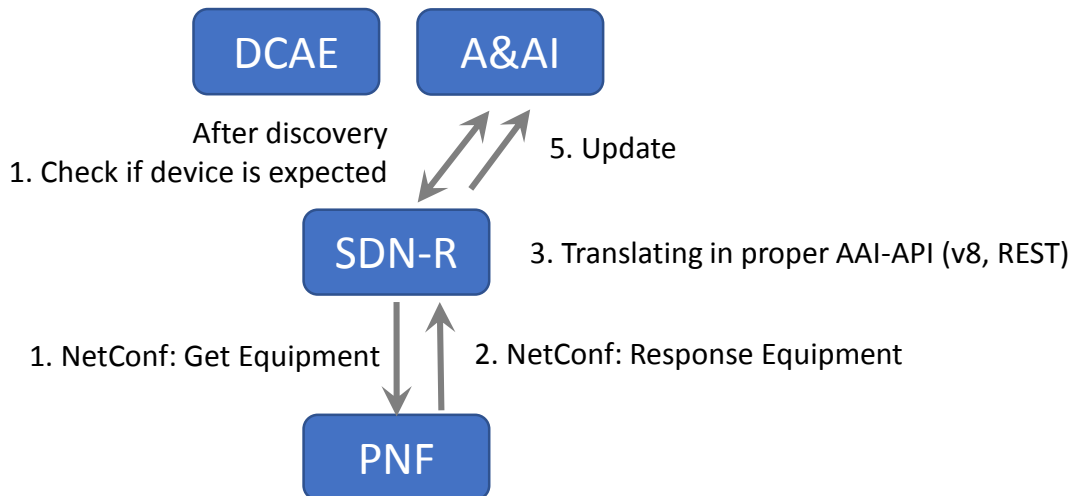 DCAE
A&AI
After discovery
1. Check if device is expected
5. Update
SDN-R
3. Translating in proper AAI-API (v8, REST)
1. NetConf: Get Equipment
2. NetConf: Response Equipment
PNF